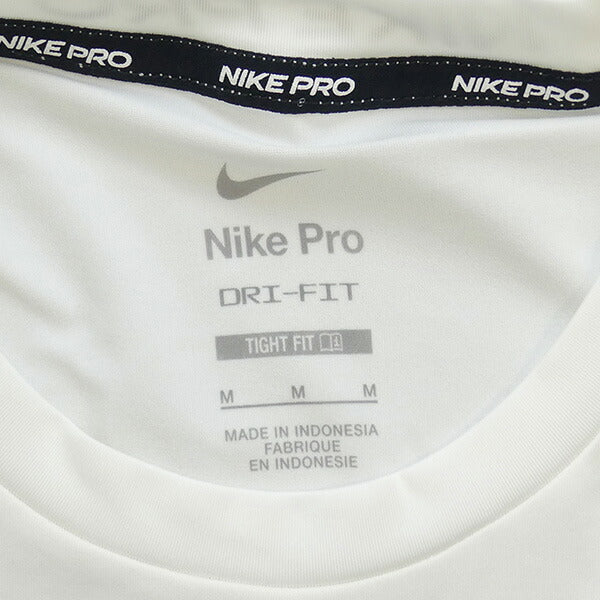 NIKE PRO NIKE PRO NIKE PRO
Nike Pro
DRI-FIT
TIGHT FIT
M M M
MADE IN INDONESIA
FABRIQUE
EN INDONESIE